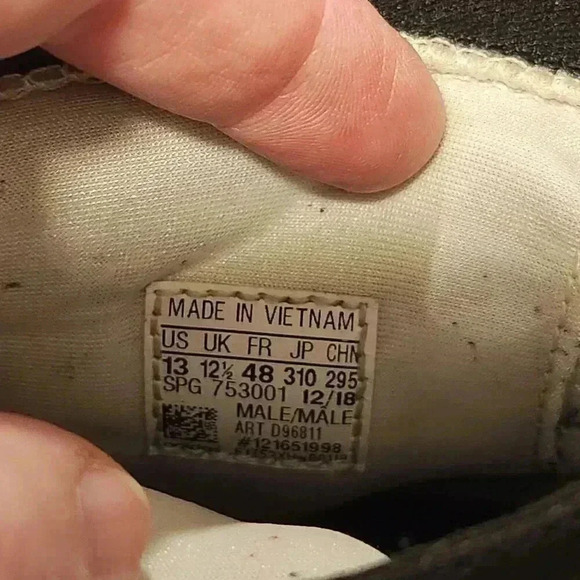 MADE IN VIETNAM
US UK FR JP CHN
13 12½ 48 310 295
SPG 753001 12/18
MALE/MÂLE
ART D96811
#121651998